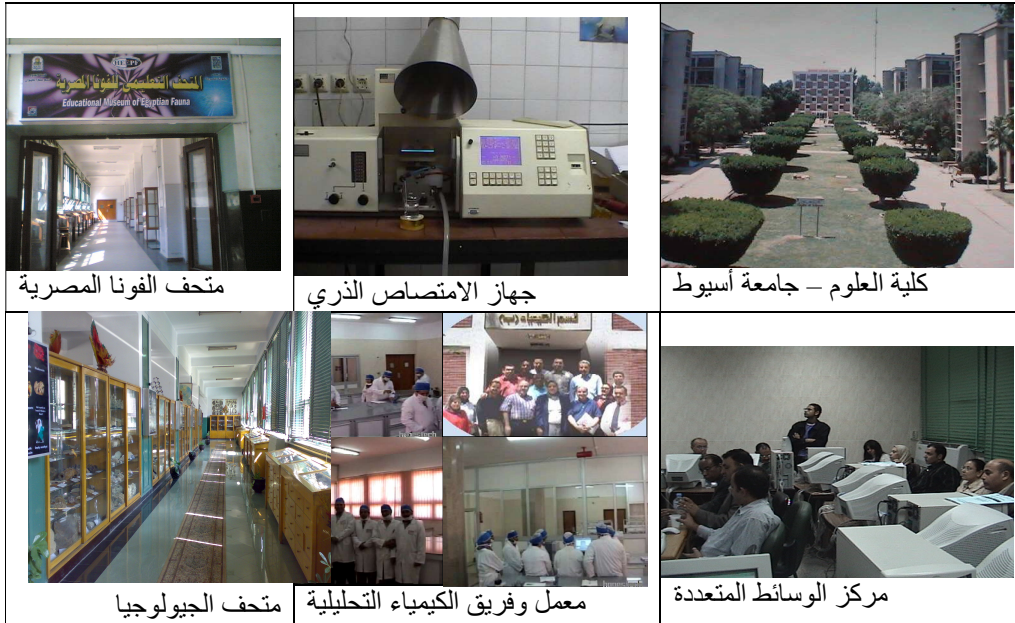 كلية العلوم – جامعة أسيوط
جهاز الامتصاص الذري
HEEPF
المتحف التعليمي للفونا المصرية
Educational Museum of Egyptian Fauna
متحف الفونا المصرية
مركز الوسائط المتعددة
قسم الكيمياء
معمل وفريق الكيمياء التحليلية
متحف الجيولوجيا